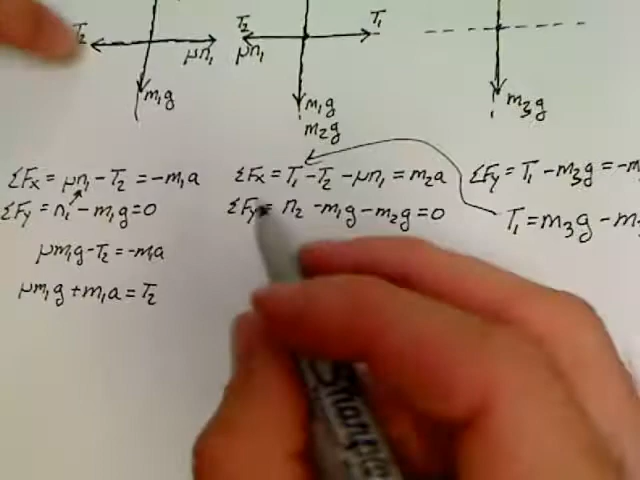 T₂
μn₁
m₁g
T₂
μn₁
T₁
m₁g
m₂g
m₃g
ΣFx = μn₁ - T₂ = -m₁a
ΣFy = n₁ - m₁g = 0
μm₁g - T₂ = -m₁a
μm₁g + m₁a = T₂
ΣFx = T₁ - T₂ - μn₁ = m₂a
ΣFy = n₂ - m₁g - m₂g = 0
ΣFy = T₁ - m₃g = -m
T₁ = m₃g - m₃
Sharpie